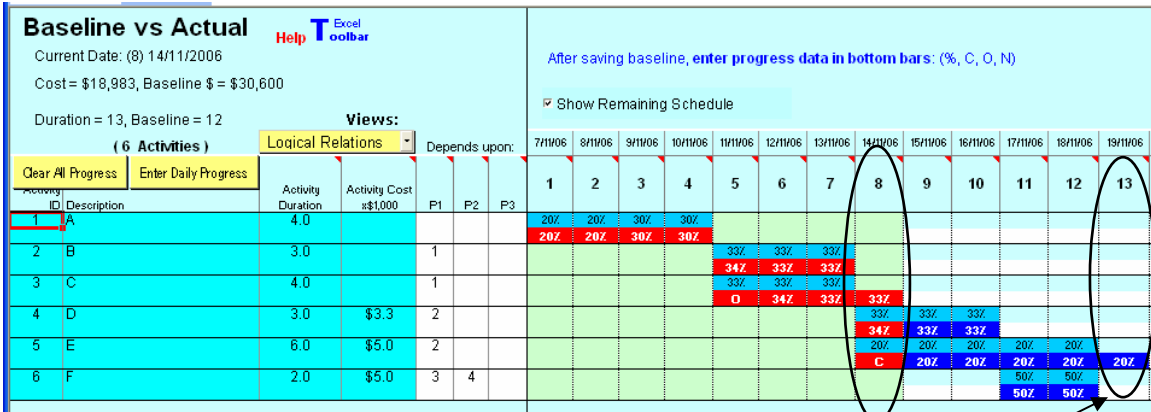 Baseline vs Actual
Help Excel Toolbar
Current Date: (8) 14/11/2006
Cost = $18,983, Baseline $ = $30,600
Duration = 13, Baseline = 12
Views:
( 6 Activities )
Logical Relations
Depends upon:
Clear All Progress
Enter Daily Progress
After saving baseline, enter progress data in bottom bars: (%, C, O, N)
Show Remaining Schedule
7/11/06 8/11/06 9/11/06 10/11/06 11/11/06 12/11/06 13/11/06 14/11/06 15/11/06 16/11/06 17/11/06 18/11/06 19/11/06
Activity ID Description Activity Duration Activity Cost x$1,000 P1 P2 P3 1 2 3 4 5 6 7 8 9 10 11 12 13
1 A 4.0 20% 20% 30% 30%
20% 20% 30% 30%
2 B 3.0 1 33% 33% 33%
34% 33% 33%
3 C 4.0 1 33% 33% 33%
O 34% 33% 33%
4 D 3.0 $3.3 2 33% 33% 33%
34% 33% 33%
5 E 6.0 $5.0 2 20% 20% 20% 20% 20%
C 20% 20% 20% 20% 20%
6 F 2.0 $5.0 3 4 50% 50%
50% 50%